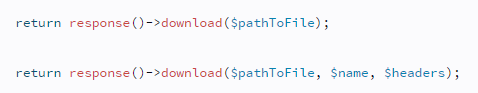 return response()->download($pathToFile);
return response()->download($pathToFile, $name, $headers);